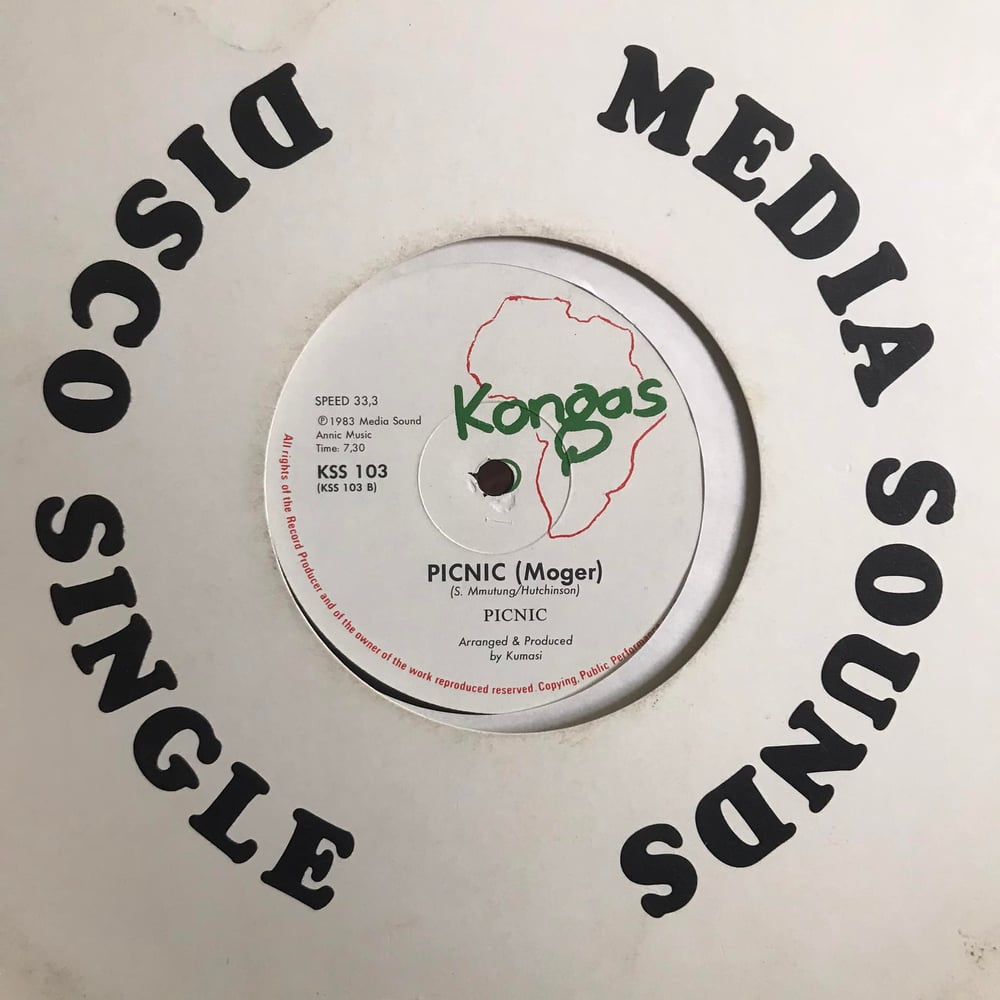 DISCO SINGLE
MEDIA SOUNDS
Kongas
SPEED 33,3
℗1983 Media Sound
Annic Music
Time: 7,30
KSS 103
(KSS 103 B)
PICNIC (Moger)
(S. Mmutung/Hutchinson)
PICNIC
Arranged & Produced
by Kumasi
All rights of the Record Producer and of the owner of the work reproduced reserved. Copying, Public